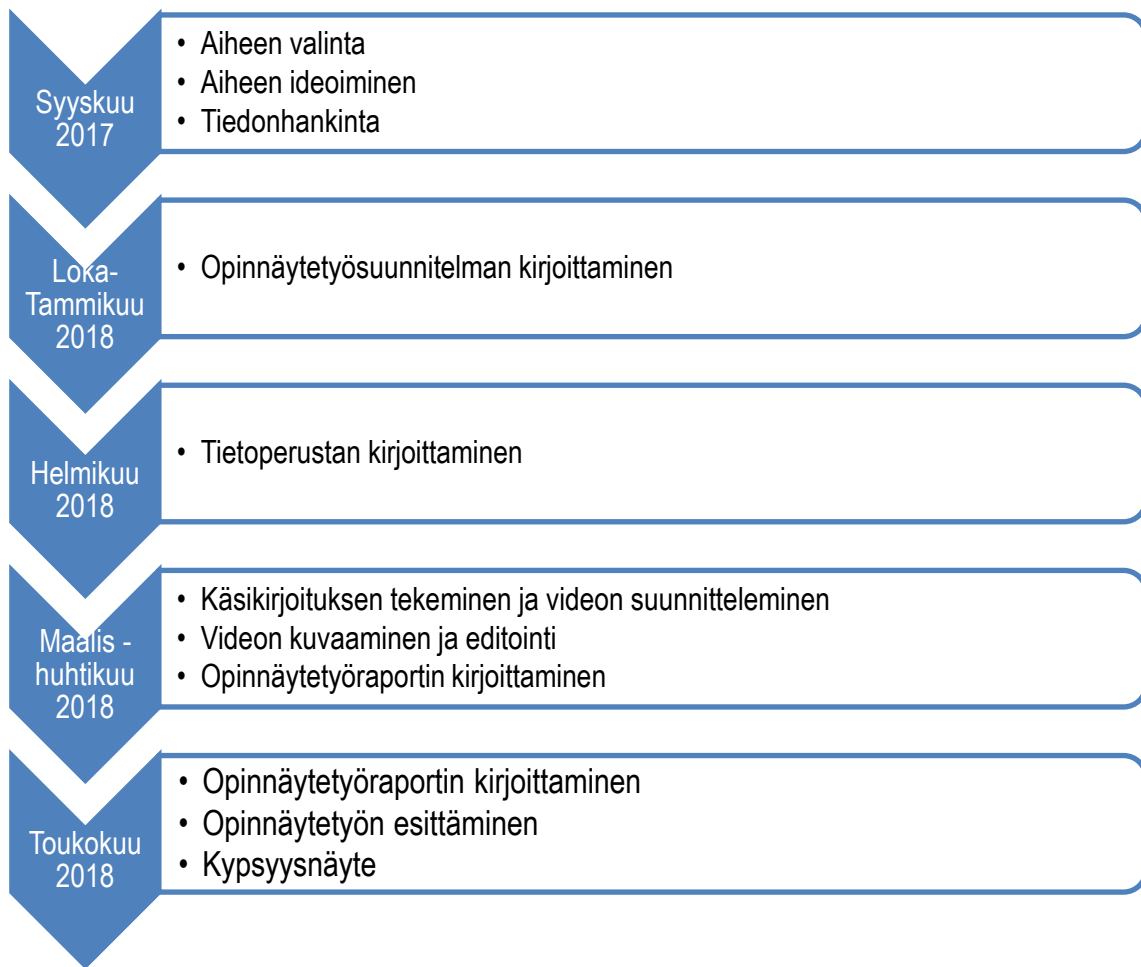 Syyskuu
2017
• Aiheen valinta
• Aiheen ideoiminen
• Tiedonhankinta
Loka-
Tammikuu
2018
• Opinnäytetyösuunnitelman kirjoittaminen
Helmikuu
2018
• Tietoperustan kirjoittaminen
Maalis -
huhtikuu
2018
• Käsikirjoituksen tekeminen ja videon suunnitteleminen
• Videon kuvaaminen ja editointi
• Opinnäytetyöraportin kirjoittaminen
Toukokuu
2018
• Opinnäytetyöraportin kirjoittaminen
• Opinnäytetyön esittäminen
• Kypsyysnäyte